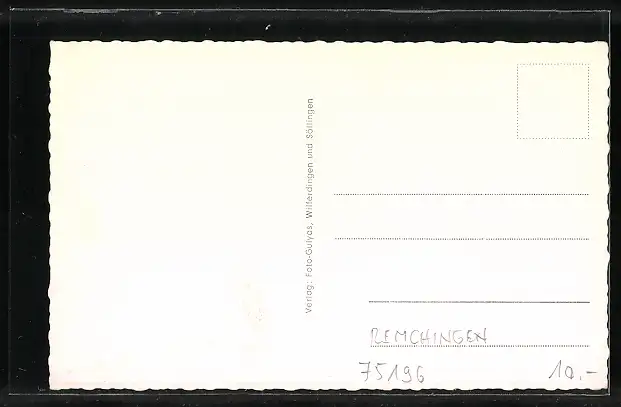 Verlag: Foto-Gulyas, Wilferdingen und Söllingen
REMCHINGEN
75196
10.-